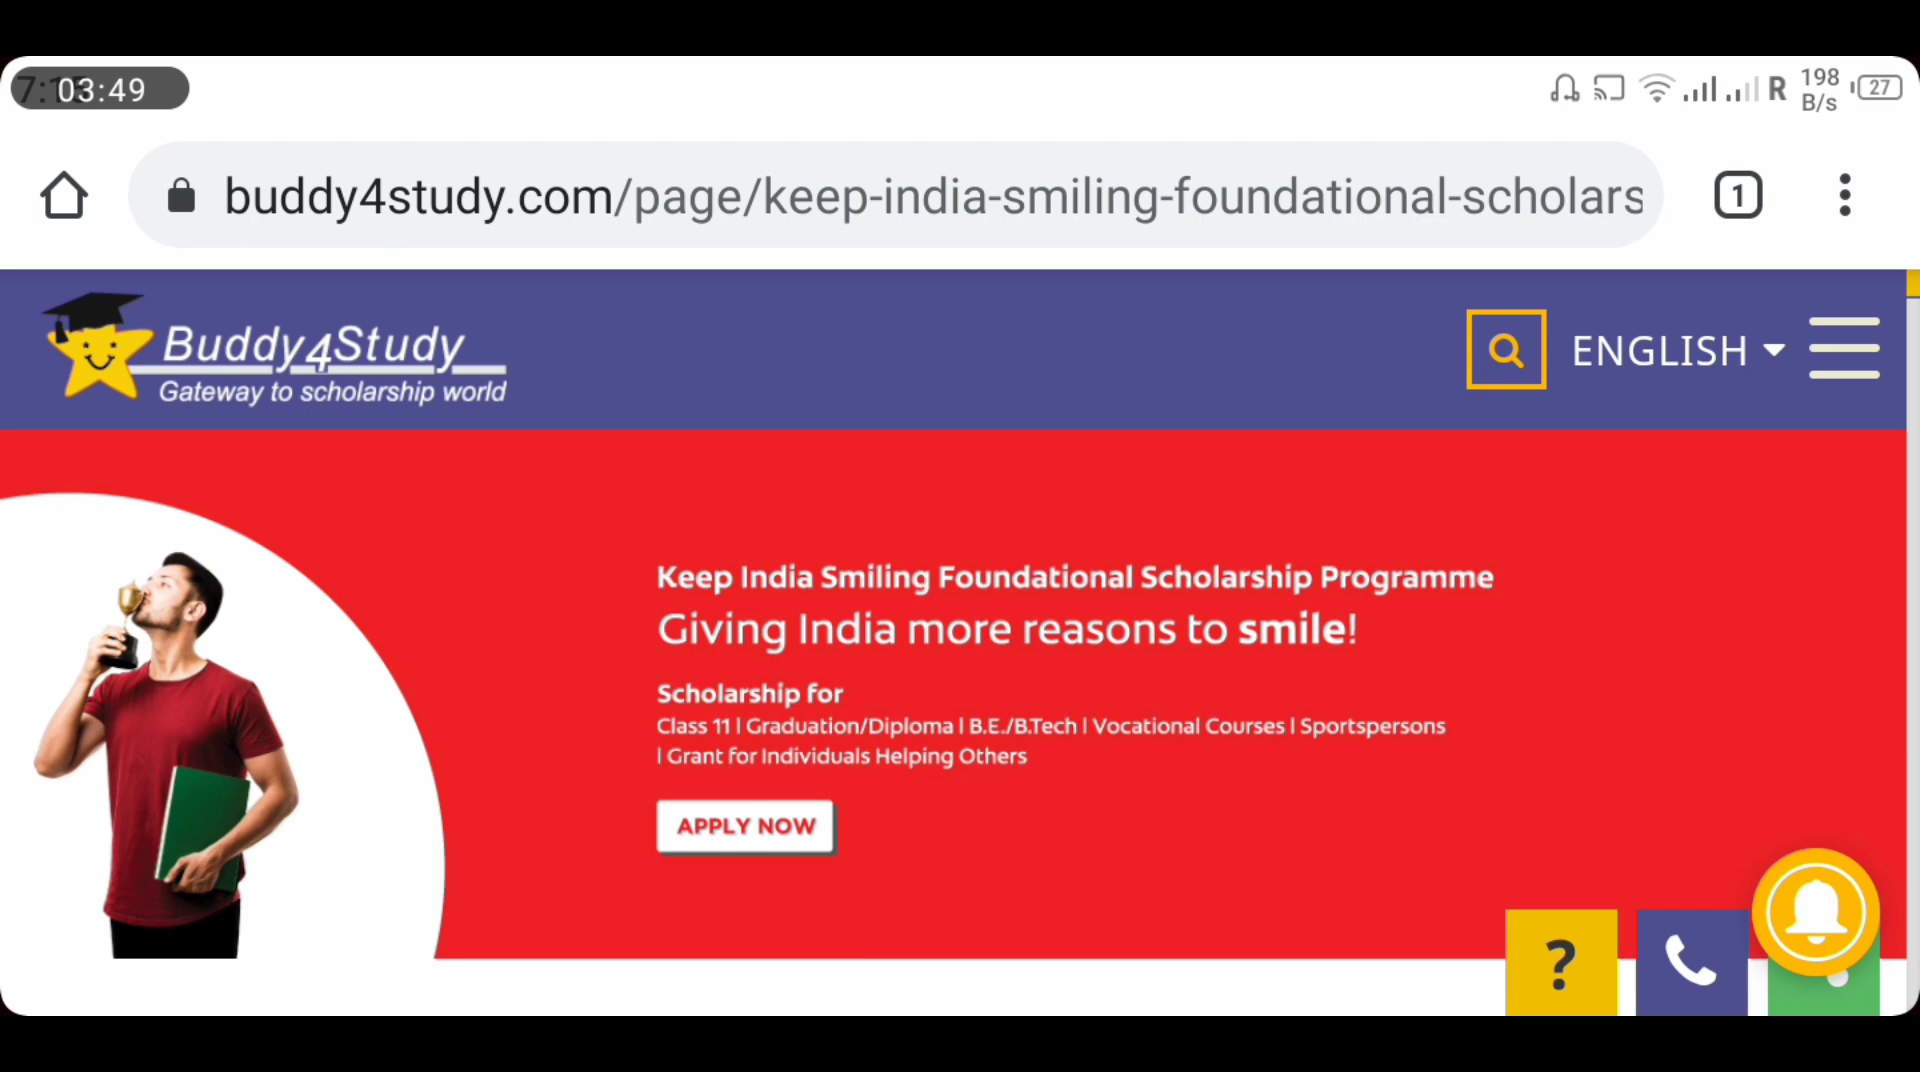 03:49
R
198
B/s
27
buddy4study.com/page/keep-india-smiling-foundational-scholars
1
Buddy4Study
Gateway to scholarship world
ENGLISH
Keep India Smiling Foundational Scholarship Programme
Giving India more reasons to smile!
Scholarship for
Class 11 | Graduation/Diploma | B.E./B.Tech | Vocational Courses | Sportspersons
| Grant for Individuals Helping Others
APPLY NOW
?